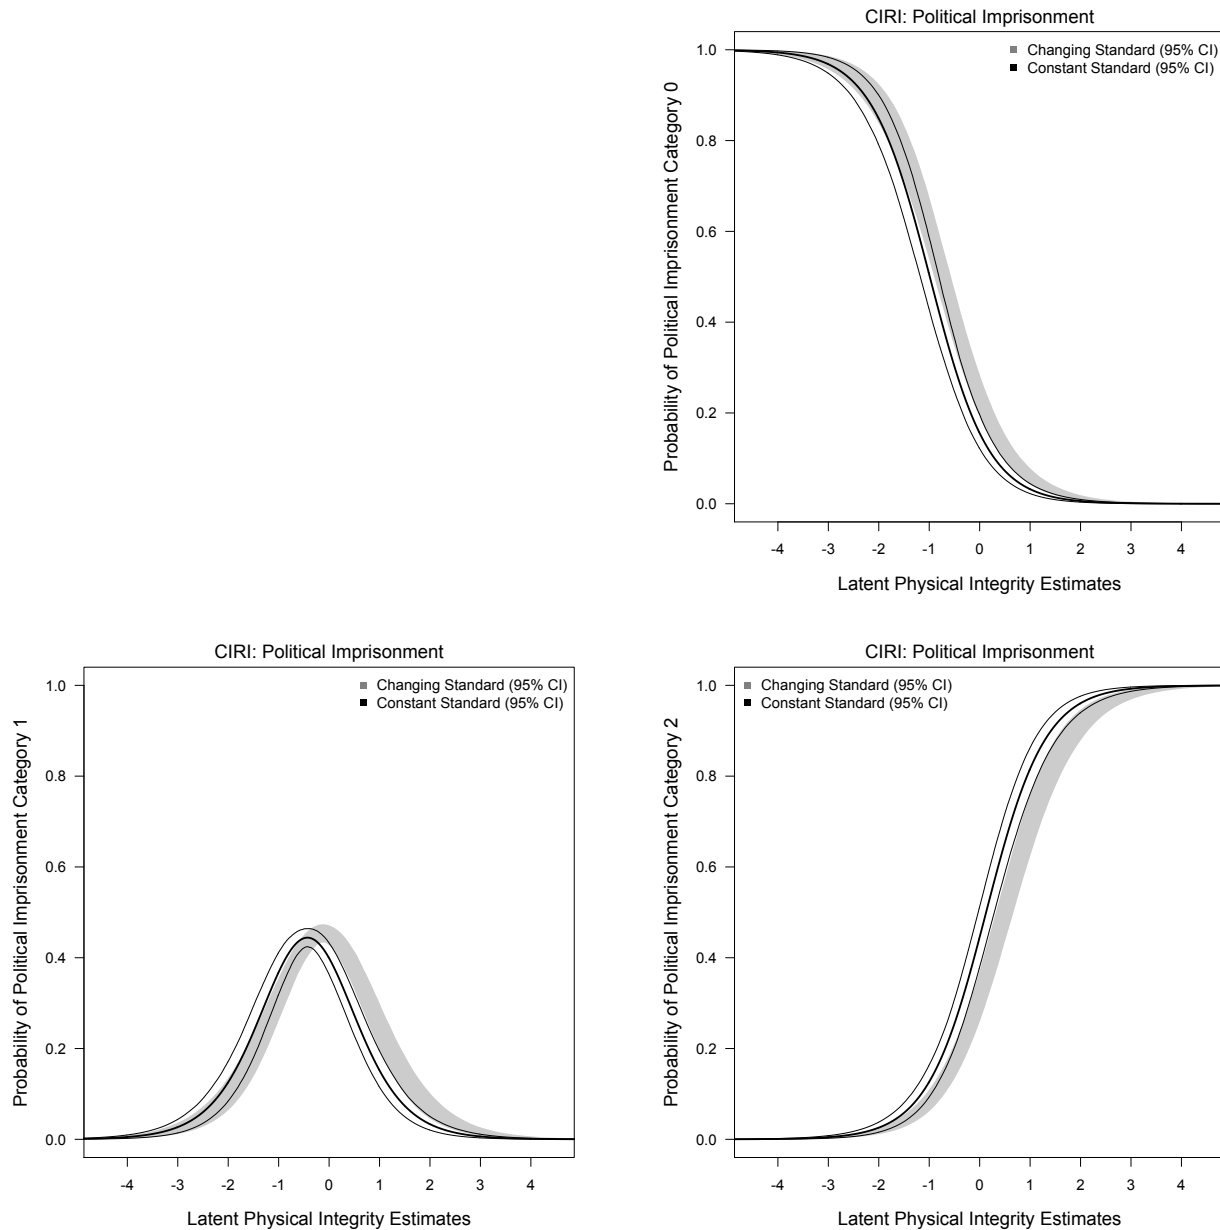 CIRI: Political Imprisonment
Changing Standard (95% CI)
Constant Standard (95% CI)
Probability of Political Imprisonment Category 0
1.0
0.8
0.6
0.4
0.2
0.0
-4 -3 -2 -1 0 1 2 3 4
Latent Physical Integrity Estimates
CIRI: Political Imprisonment
Changing Standard (95% CI)
Constant Standard (95% CI)
Probability of Political Imprisonment Category 1
1.0
0.8
0.6
0.4
0.2
0.0
-4 -3 -2 -1 0 1 2 3 4
Latent Physical Integrity Estimates
CIRI: Political Imprisonment
Changing Standard (95% CI)
Constant Standard (95% CI)
Probability of Political Imprisonment Category 2
1.0
0.8
0.6
0.4
0.2
0.0
-4 -3 -2 -1 0 1 2 3 4
Latent Physical Integrity Estimates